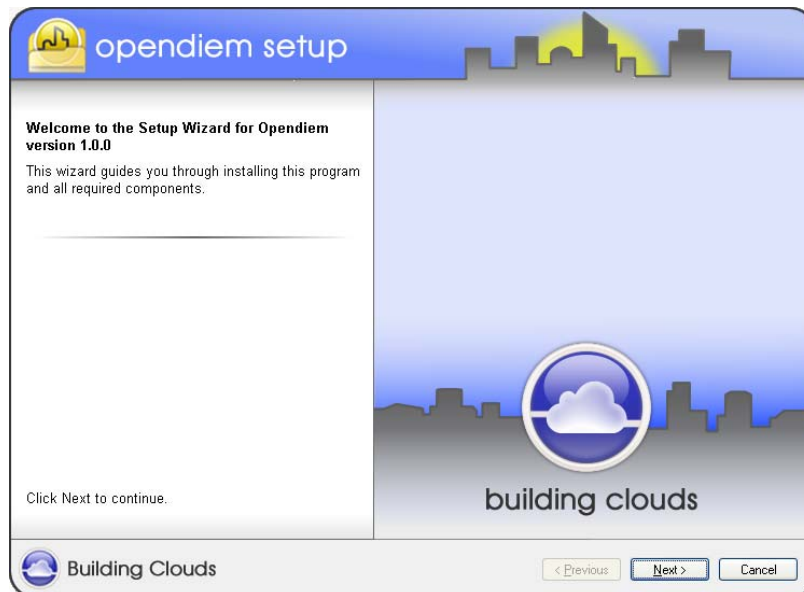 opendiem setup
Welcome to the Setup Wizard for Opendiem
version 1.0.0
This wizard guides you through installing this program
and all required components.
Click Next to continue.
building clouds
Building Clouds
< Previous
Next >
Cancel